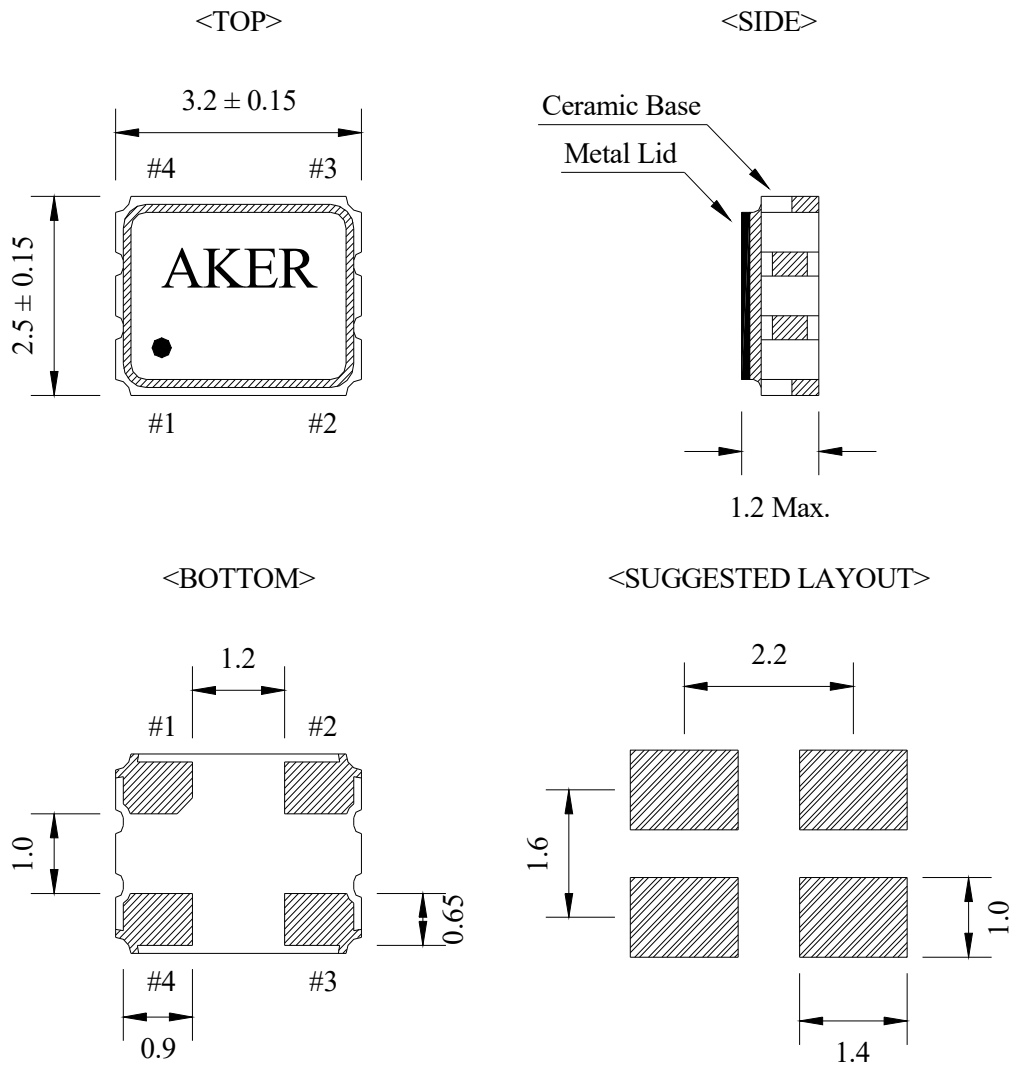 <TOP>
3.2 ± 0.15
#4 #3
2.5 ± 0.15
AKER
#1 #2
<SIDE>
Ceramic Base
Metal Lid
1.2 Max.
<BOTTOM>
1.2
#1 #2
1.0
0.65
#4 #3
0.9
<SUGGESTED LAYOUT>
2.2
1.6
1.0
1.4